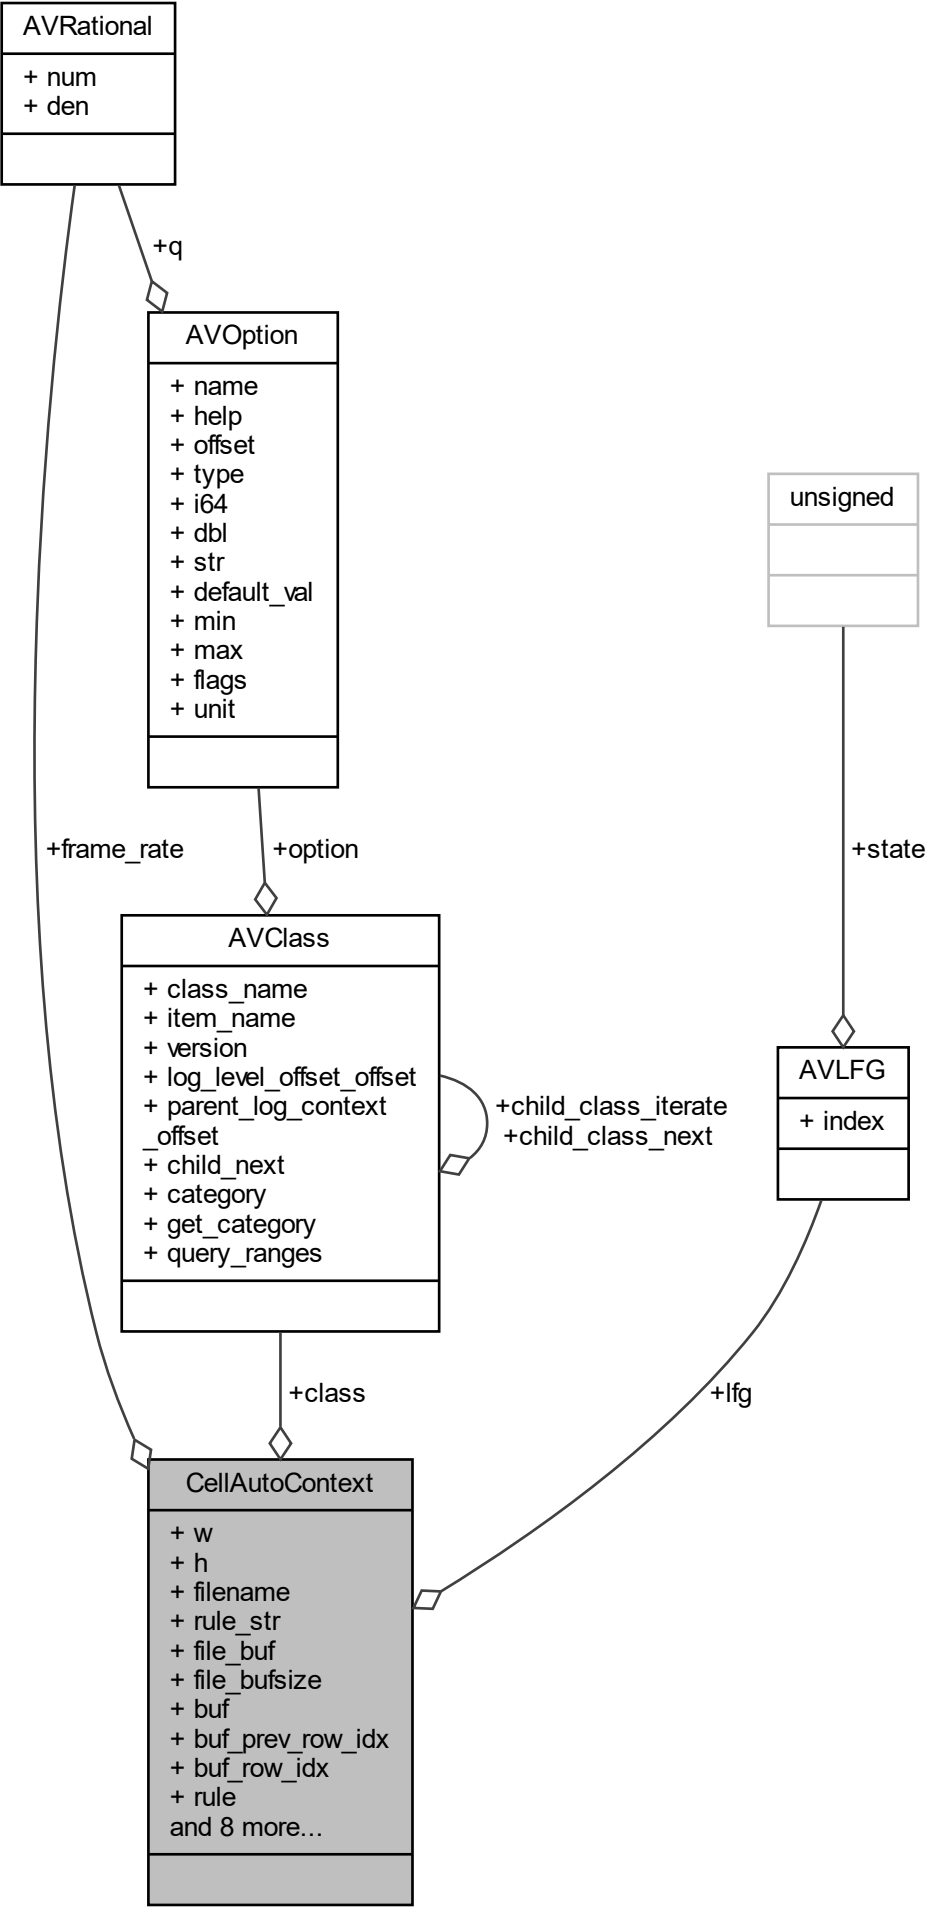 AVRational
+ num
+ den
+q
AVOption
+ name
+ help
+ offset
+ type
+ i64
+ dbl
+ str
+ default_val
+ min
+ max
+ flags
+ unit
unsigned
+frame_rate
+option
+state
AVClass
+ class_name
+ item_name
+ version
+ log_level_offset_offset
+ parent_log_context
_offset
+ child_next
+ category
+ get_category
+ query_ranges
+child_class_iterate
+child_class_next
AVLFG
+ index
+class
+lfg
CellAutoContext
+ w
+ h
+ filename
+ rule_str
+ file_buf
+ file_bufsize
+ buf
+ buf_prev_row_idx
+ buf_row_idx
+ rule
and 8 more...